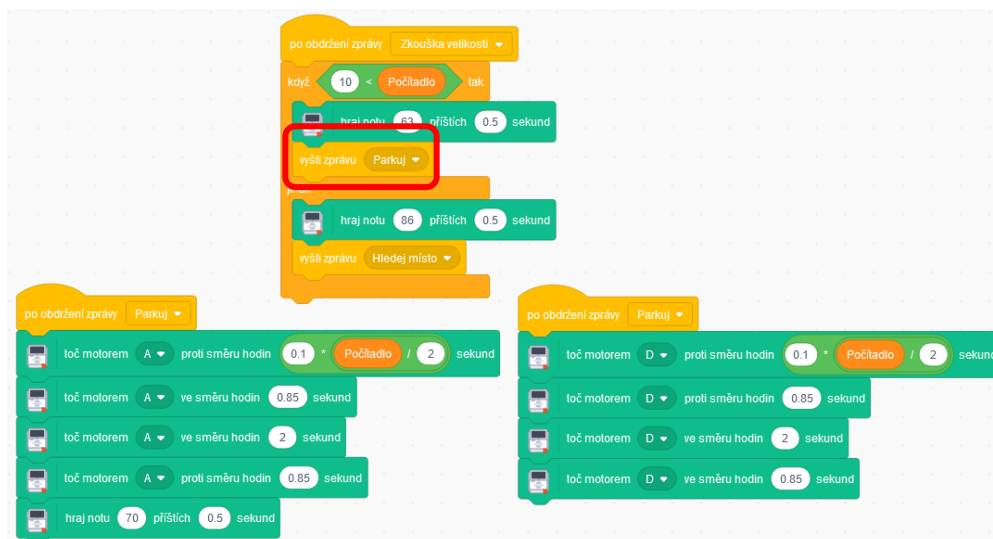 po obdržení zprávy Zkouška velikosti
když 10 < Počítadlo tak
hraj notu 63 příštích 0.5 sekund
vyšli zprávu Parkuj
jinak
hraj notu 86 příštích 0.5 sekund
vyšli zprávu Hledej místo
po obdržení zprávy Parkuj
toč motorem A proti směru hodin 0.1 * Počítadlo / 2 sekund
toč motorem A ve směru hodin 0.85 sekund
toč motorem A ve směru hodin 2 sekund
toč motorem A proti směru hodin 0.85 sekund
hraj notu 70 příštích 0.5 sekund
po obdržení zprávy Parkuj
toč motorem D proti směru hodin 0.1 * Počítadlo / 2 sekund
toč motorem D proti směru hodin 0.85 sekund
toč motorem D ve směru hodin 2 sekund
toč motorem D ve směru hodin 0.85 sekund